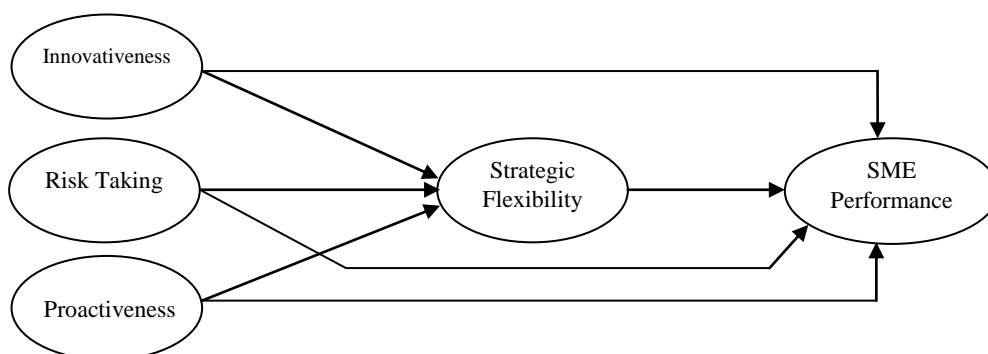 Innovativeness
Risk Taking
Proactiveness
Strategic
Flexibility
SME
Performance